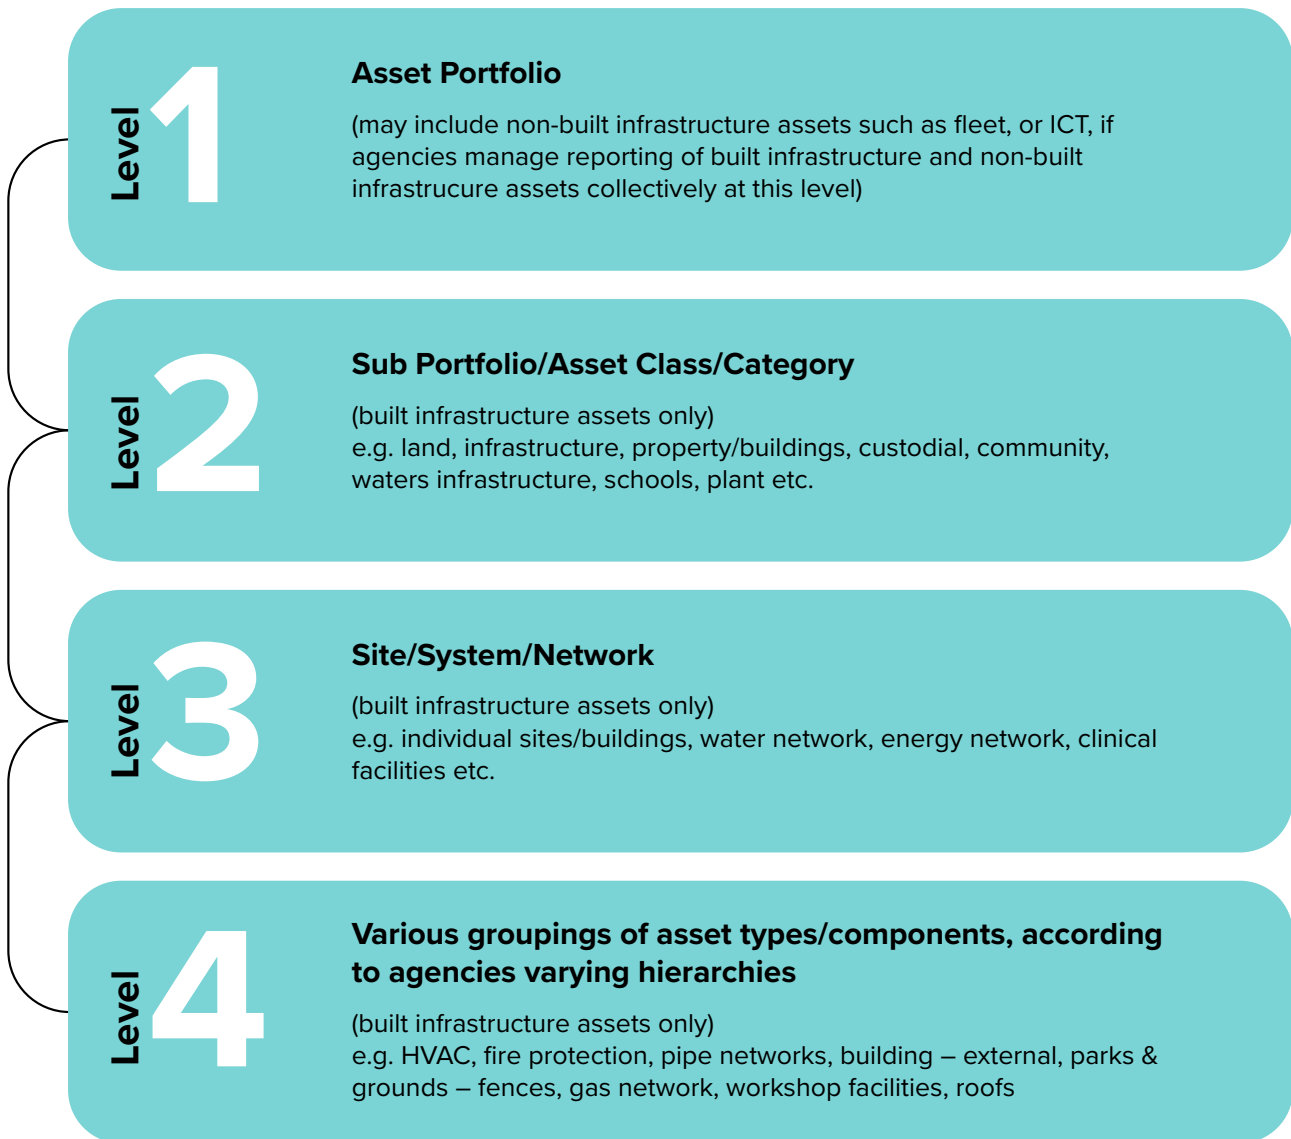 Level 1
Asset Portfolio
(may include non-built infrastructure assets such as fleet, or ICT, if
agencies manage reporting of built infrastructure and non-built
infrastrucure assets collectively at this level)
Level 2
Sub Portfolio/Asset Class/Category
(built infrastructure assets only)
e.g. land, infrastructure, property/buildings, custodial, community,
waters infrastructure, schools, plant etc.
Level 3
Site/System/Network
(built infrastructure assets only)
e.g. individual sites/buildings, water network, energy network, clinical
facilities etc.
Level 4
Various groupings of asset types/components, according
to agencies varying hierarchies
(built infrastructure assets only)
e.g. HVAC, fire protection, pipe networks, building – external, parks &
grounds – fences, gas network, workshop facilities, roofs